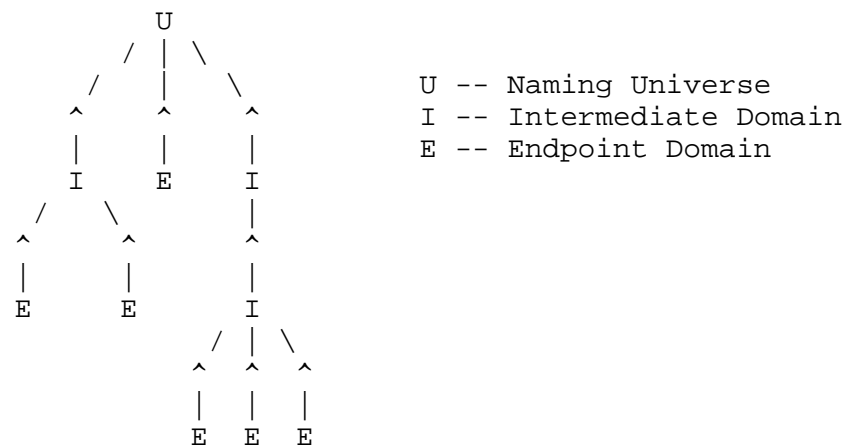 U
/ | \
/ | \ U -- Naming Universe
^ ^ ^ I -- Intermediate Domain
| | | E -- Endpoint Domain
I E I
/ \ |
^ ^ ^
| | |
E E I
/ | \
^ ^ ^
| | |
E E E